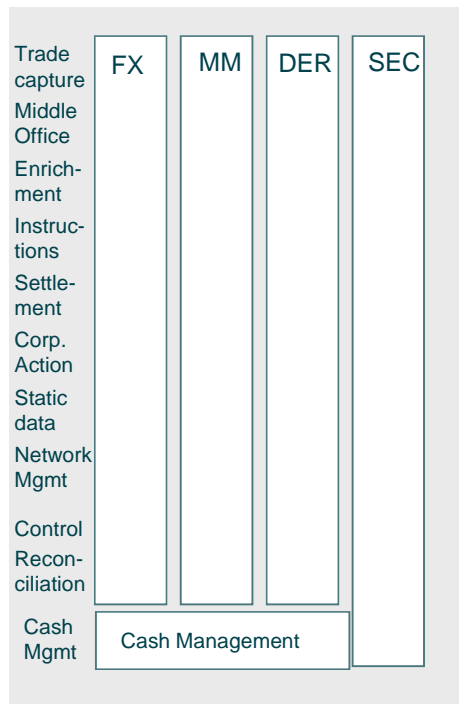 Trade
capture
FX
MM
DER
SEC
Middle
Office
Enrich-
ment
Instruc-
tions
Settle-
ment
Corp.
Action
Static
data
Network
Mgmt
Control
Recon-
ciliation
Cash
Mgmt
Cash Management